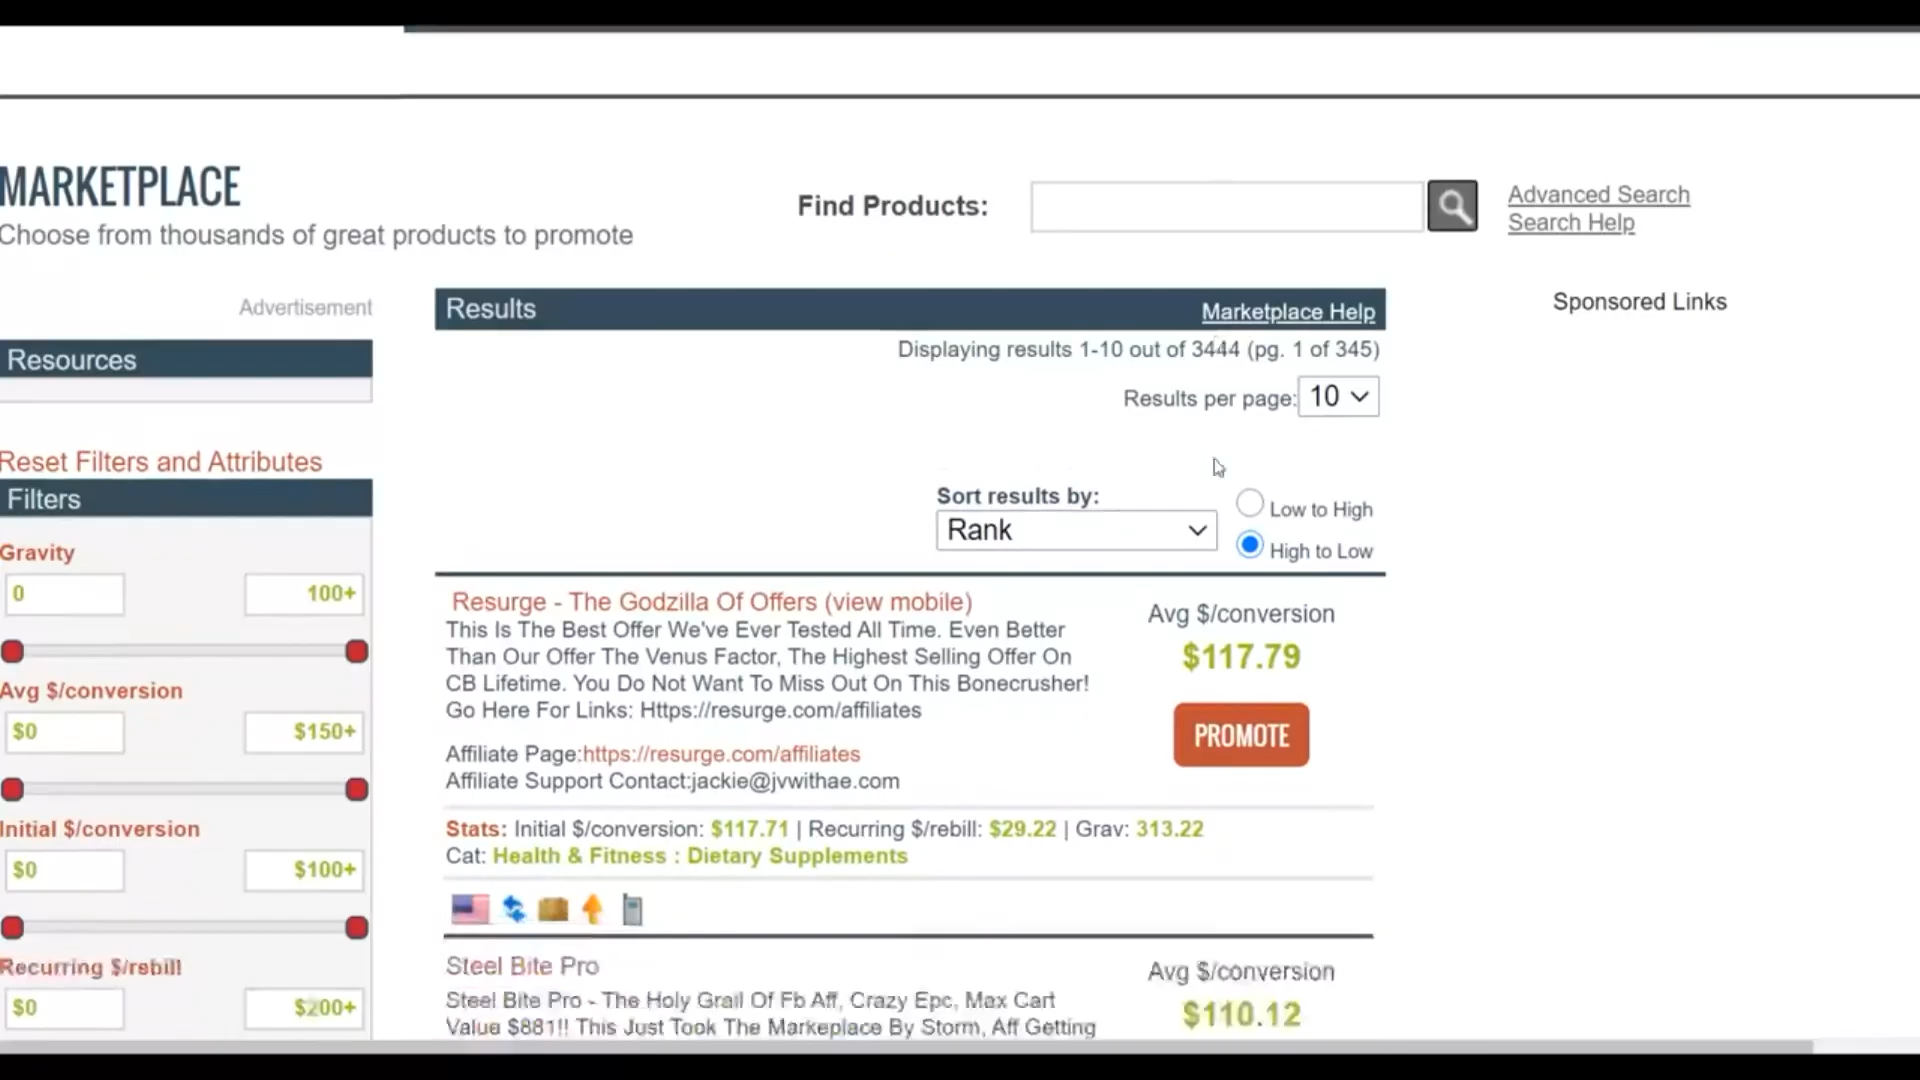 MARKETPLACE
Choose from thousands of great products to promote
Find Products:
Advanced Search
Search Help
Advertisement
Resources
Reset Filters and Attributes
Filters
Gravity
0 100+
Avg $/conversion
$0 $150+
Initial $/conversion
$0 $100+
Recurring $/rebill
$0 $200+
Results Marketplace Help
Displaying results 1-10 out of 3444 (pg. 1 of 345)
Results per page: 10
Sort results by:
Rank
Low to High
High to Low
Resurge - The Godzilla Of Offers (view mobile)
This Is The Best Offer We've Ever Tested All Time. Even Better
Than Our Offer The Venus Factor, The Highest Selling Offer On
CB Lifetime. You Do Not Want To Miss Out On This Bonecrusher!
Go Here For Links: Https://resurge.com/affiliates
Affiliate Page:https://resurge.com/affiliates
Affiliate Support Contact:jackie@jvwithae.com
Avg $/conversion
$117.79
PROMOTE
Stats: Initial $/conversion: $117.71 | Recurring $/rebill: $29.22 | Grav: 313.22
Cat: Health & Fitness : Dietary Supplements
Steel Bite Pro
Steel Bite Pro - The Holy Grail Of Fb Aff, Crazy Epc, Max Cart
Value $881!! This Just Took The Markeplace By Storm, Aff Getting
Avg $/conversion
$110.12
Sponsored Links